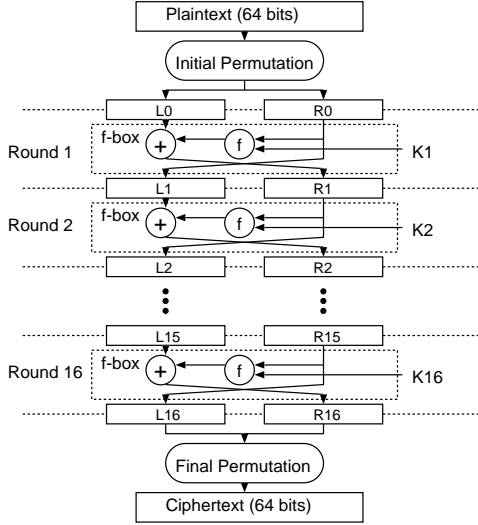 Plaintext (64 bits)
Initial Permutation
L0 R0
f-box + f
Round 1 K1
L1 R1
f-box + f
Round 2 K2
L2 R2
L15 R15
f-box + f
Round 16 K16
L16 R16
Final Permutation
Ciphertext (64 bits)